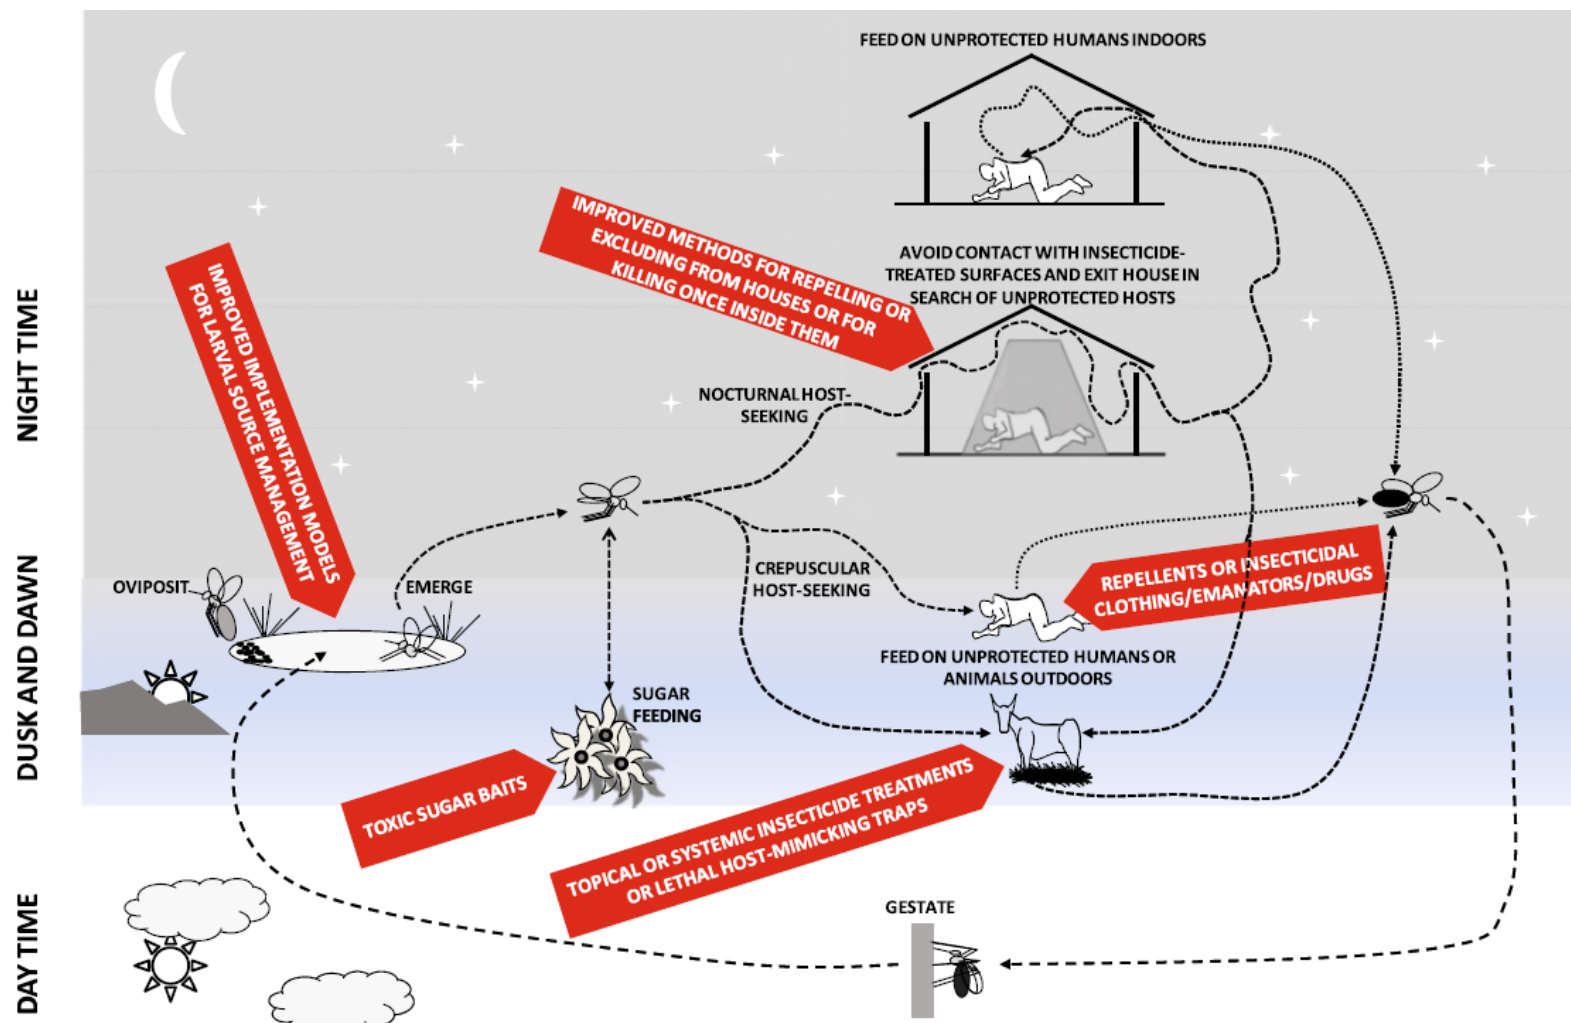 FEED ON UNPROTECTED HUMANS INDOORS
IMPROVED METHODS FOR REPELLING OR
EXCLUDING FROM HOUSES OR FOR
KILLING ONCE INSIDE THEM
AVOID CONTACT WITH INSECTICIDE-
TREATED SURFACES AND EXIT HOUSE IN
SEARCH OF UNPROTECTED HOSTS
IMPROVED IMPLEMENTATION MODELS
FOR LARVAL SOURCE MANAGEMENT
NIGHT TIME
NOCTURNAL HOST-
SEEKING
OVIPOSIT
EMERGE
CREPUSCULAR
HOST-SEEKING
REPELLENTS OR INSECTICIDAL
CLOTHING/EMANATORS/DRUGS
DUSK AND DAWN
FEED ON UNPROTECTED HUMANS OR
ANIMALS OUTDOORS
SUGAR
FEEDING
TOXIC SUGAR BAITS
TOPICAL OR SYSTEMIC INSECTICIDE TREATMENTS
OR LETHAL HOST-MIMICKING TRAPS
DAY TIME
GESTATE